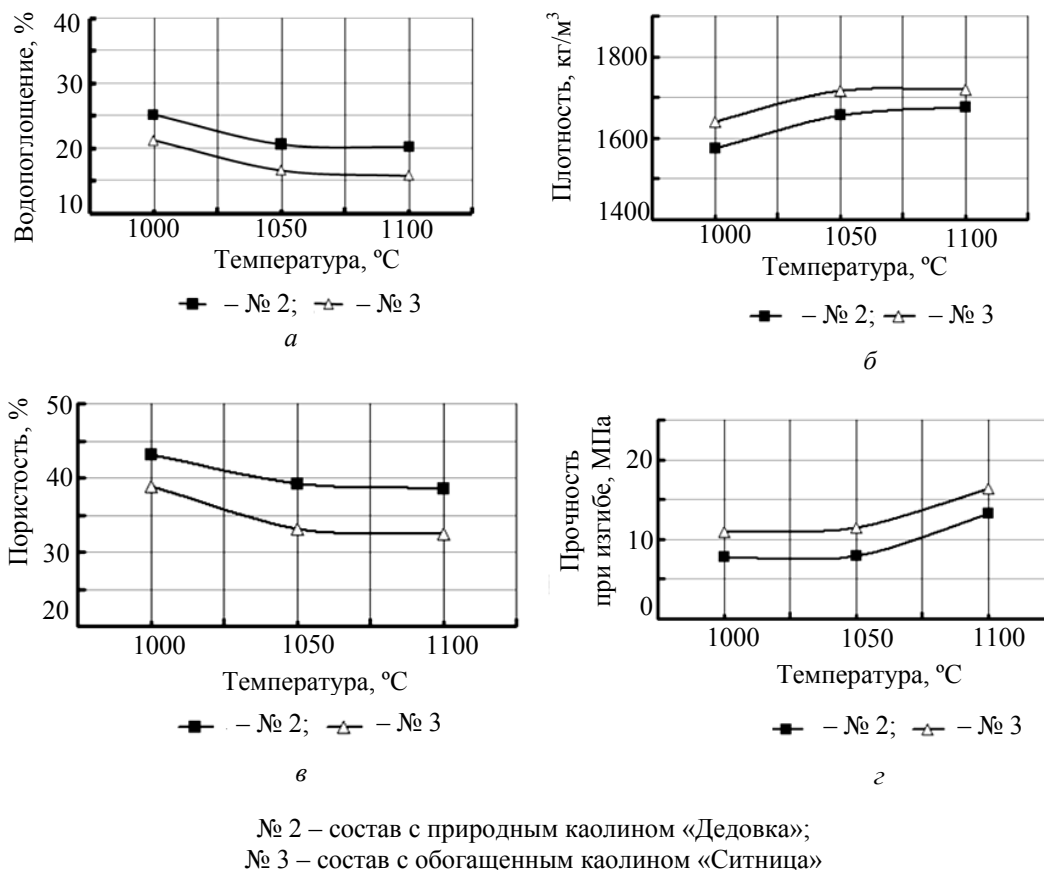 Водопоглощение, %
40
30
20
10
1000 1050 1100
Температура, ºС
– № 2; – № 3
а
Плотность, кг/м³
1800
1600
1400
1000 1050 1100
Температура, ºС
– № 2; – № 3
б
Пористость, %
50
40
30
20
1000 1050 1100
Температура, ºС
– № 2; – № 3
в
Прочность
при изгибе, МПа
20
10
0
1000 1050 1100
Температура, ºС
– № 2; – № 3
г
№ 2 – состав с природным каолином «Дедовка»;
№ 3 – состав с обогащенным каолином «Ситница»